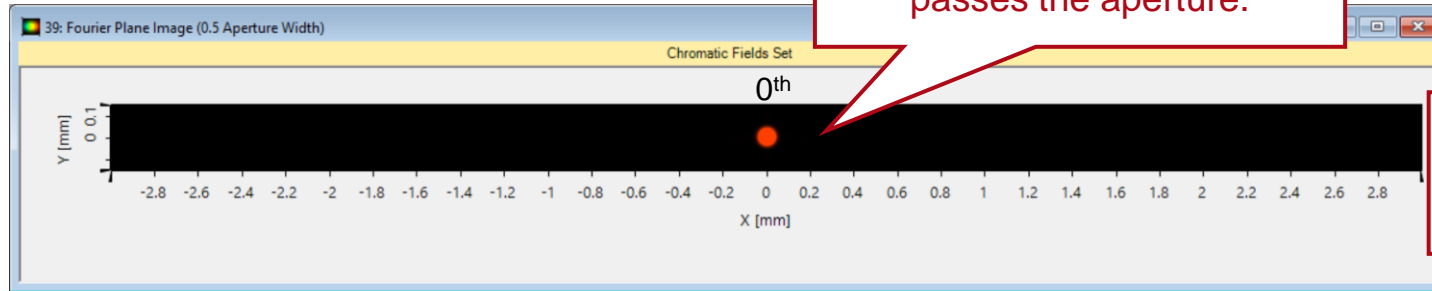 passes the aperture.
39: Fourier Plane Image (0.5 Aperture Width)
Chromatic Fields Set
0th
Y [mm]
0 0.1
-2.8 -2.6 -2.4 -2.2 -2 -1.8 -1.6 -1.4 -1.2 -1 -0.8 -0.6 -0.4 -0.2 0 0.2 0.4 0.6 0.8 1 1.2 1.4 1.6 1.8 2 2.2 2.4 2.6 2.8
X [mm]